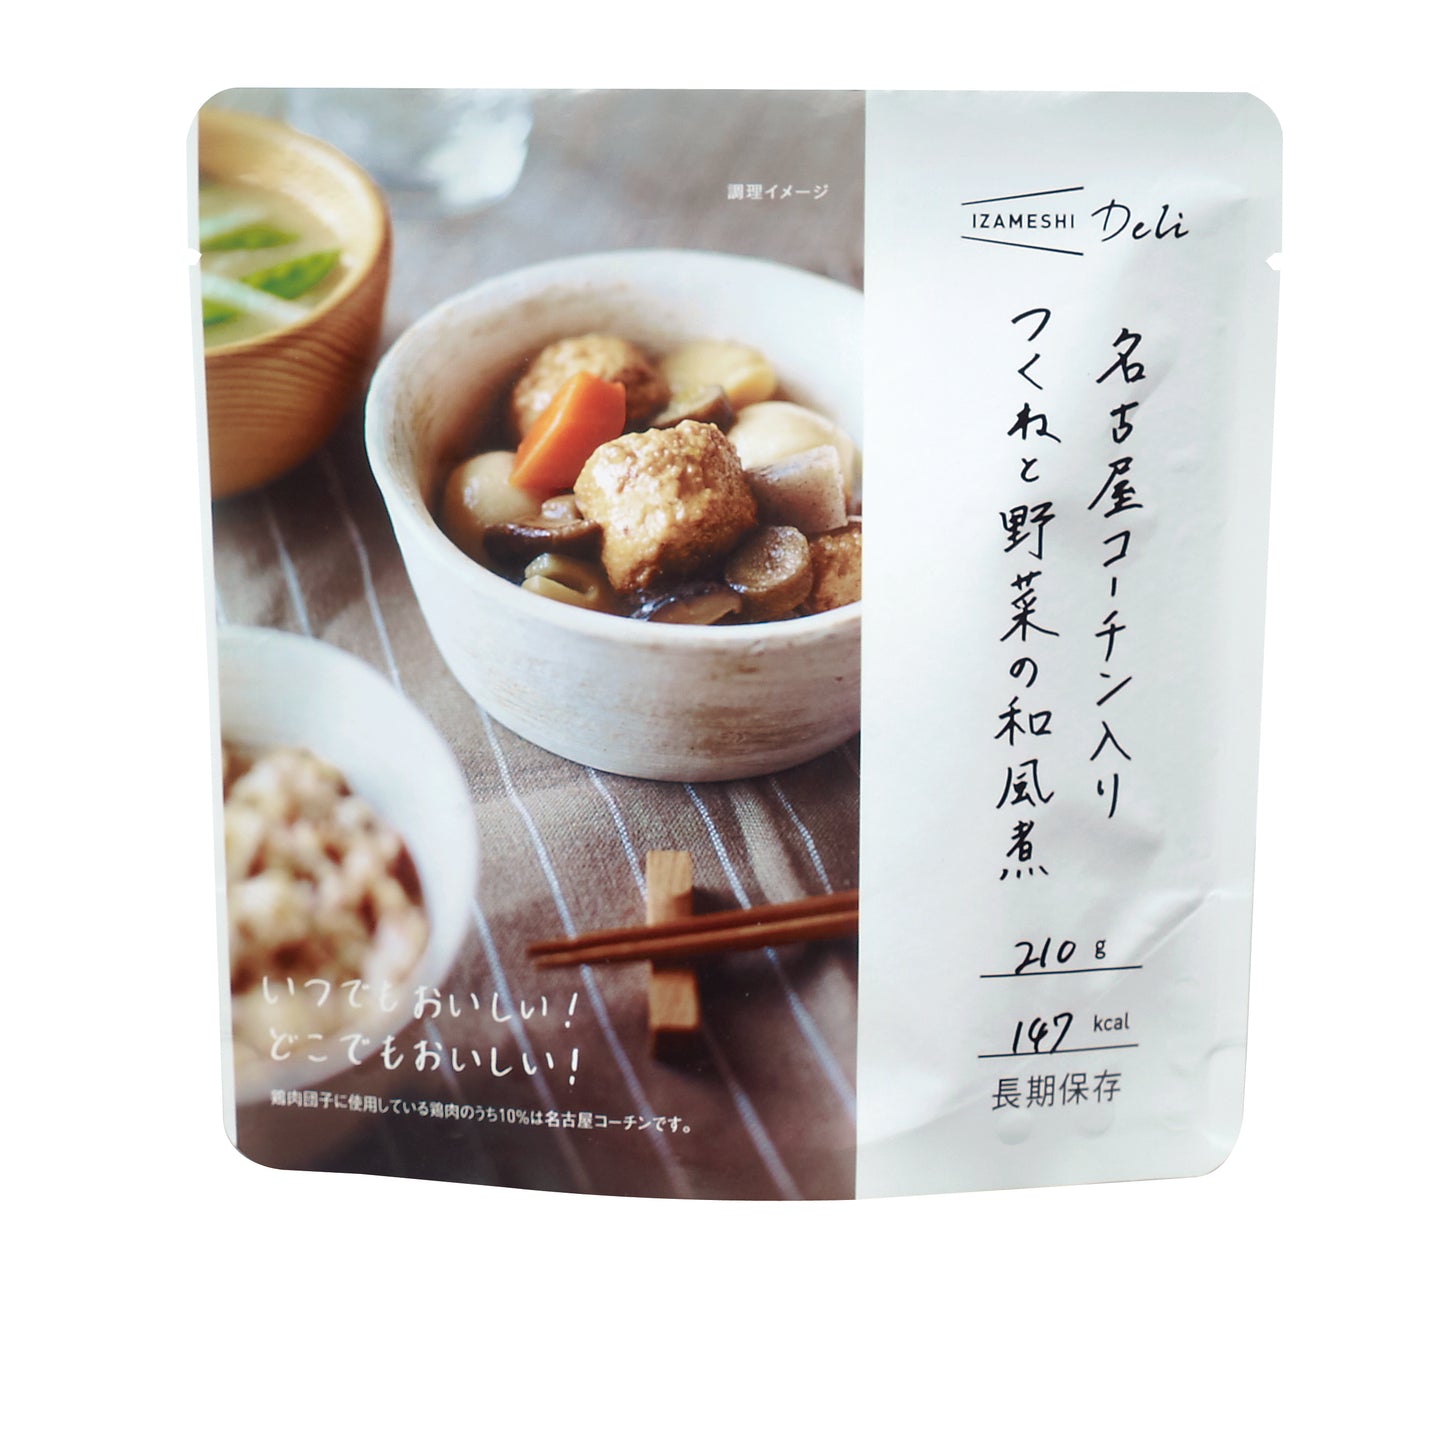 調理イメージ
IZAMESHI Deli
名古屋コーチン入り
つくねと野菜の和風煮
210 g
147 kcal
長期保存
いつでもおいしい!
どこでもおいしい!
鶏肉団子に使用している鶏肉のうち10%は名古屋コーチンです。